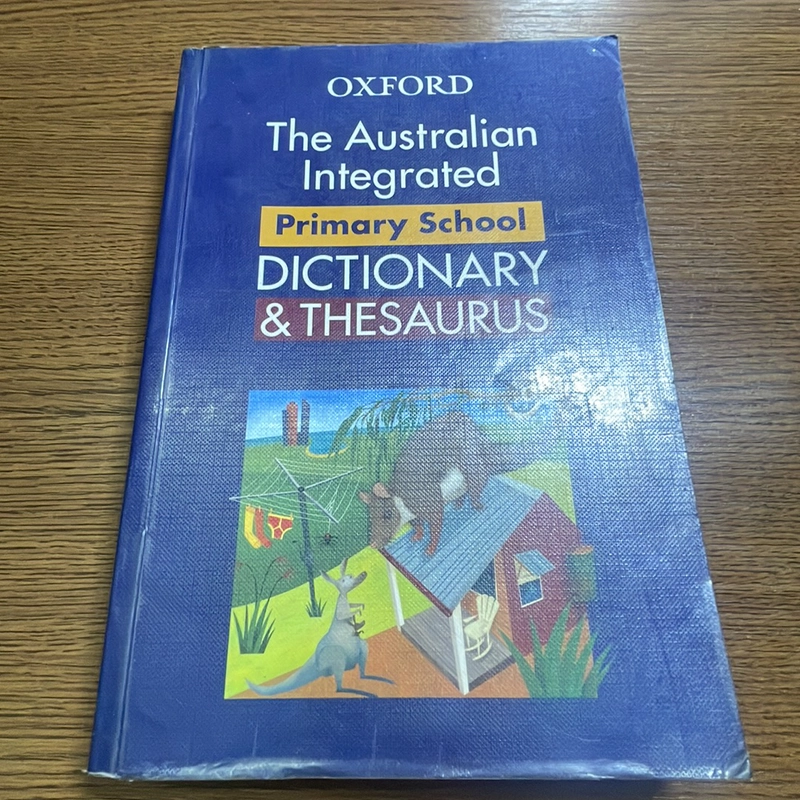 OXFORD
The Australian
Integrated
Primary School
DICTIONARY
& THESAURUS